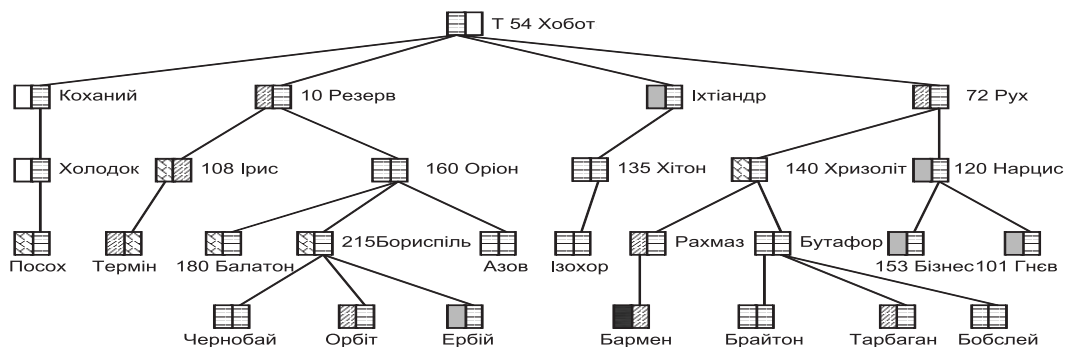 Т 54 Хобот
Коханий 10 Резерв Іхтіандр 72 Рух
Холодок 108 Ірис 160 Оріон 135 Хітон 140 Хризоліт 120 Нарцис
Посох Термін 180 Балатон 215Бориспіль Азов Ізохор Рахмаз Бутафор 153 Бізнес 101 Гнєв
Чернобай Орбіт Ербій Бармен Брайтон Тарбаган Бобслей